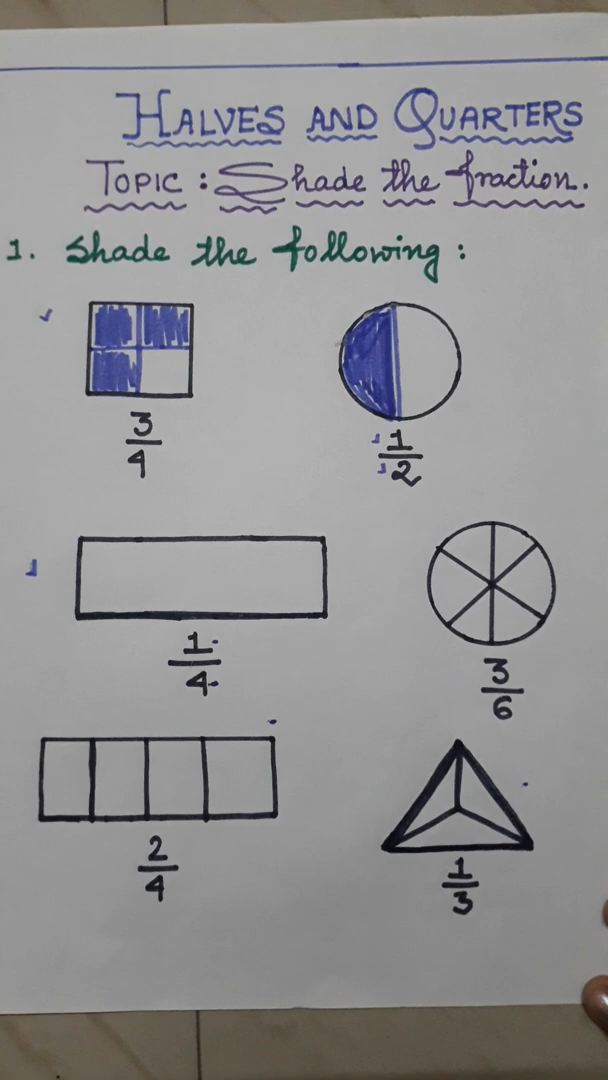 HALVES AND QUARTERS
TOPIC : Shade the fraction.
1. Shade the following :
3/4
1/2
1/4
3/6
2/4
1/3